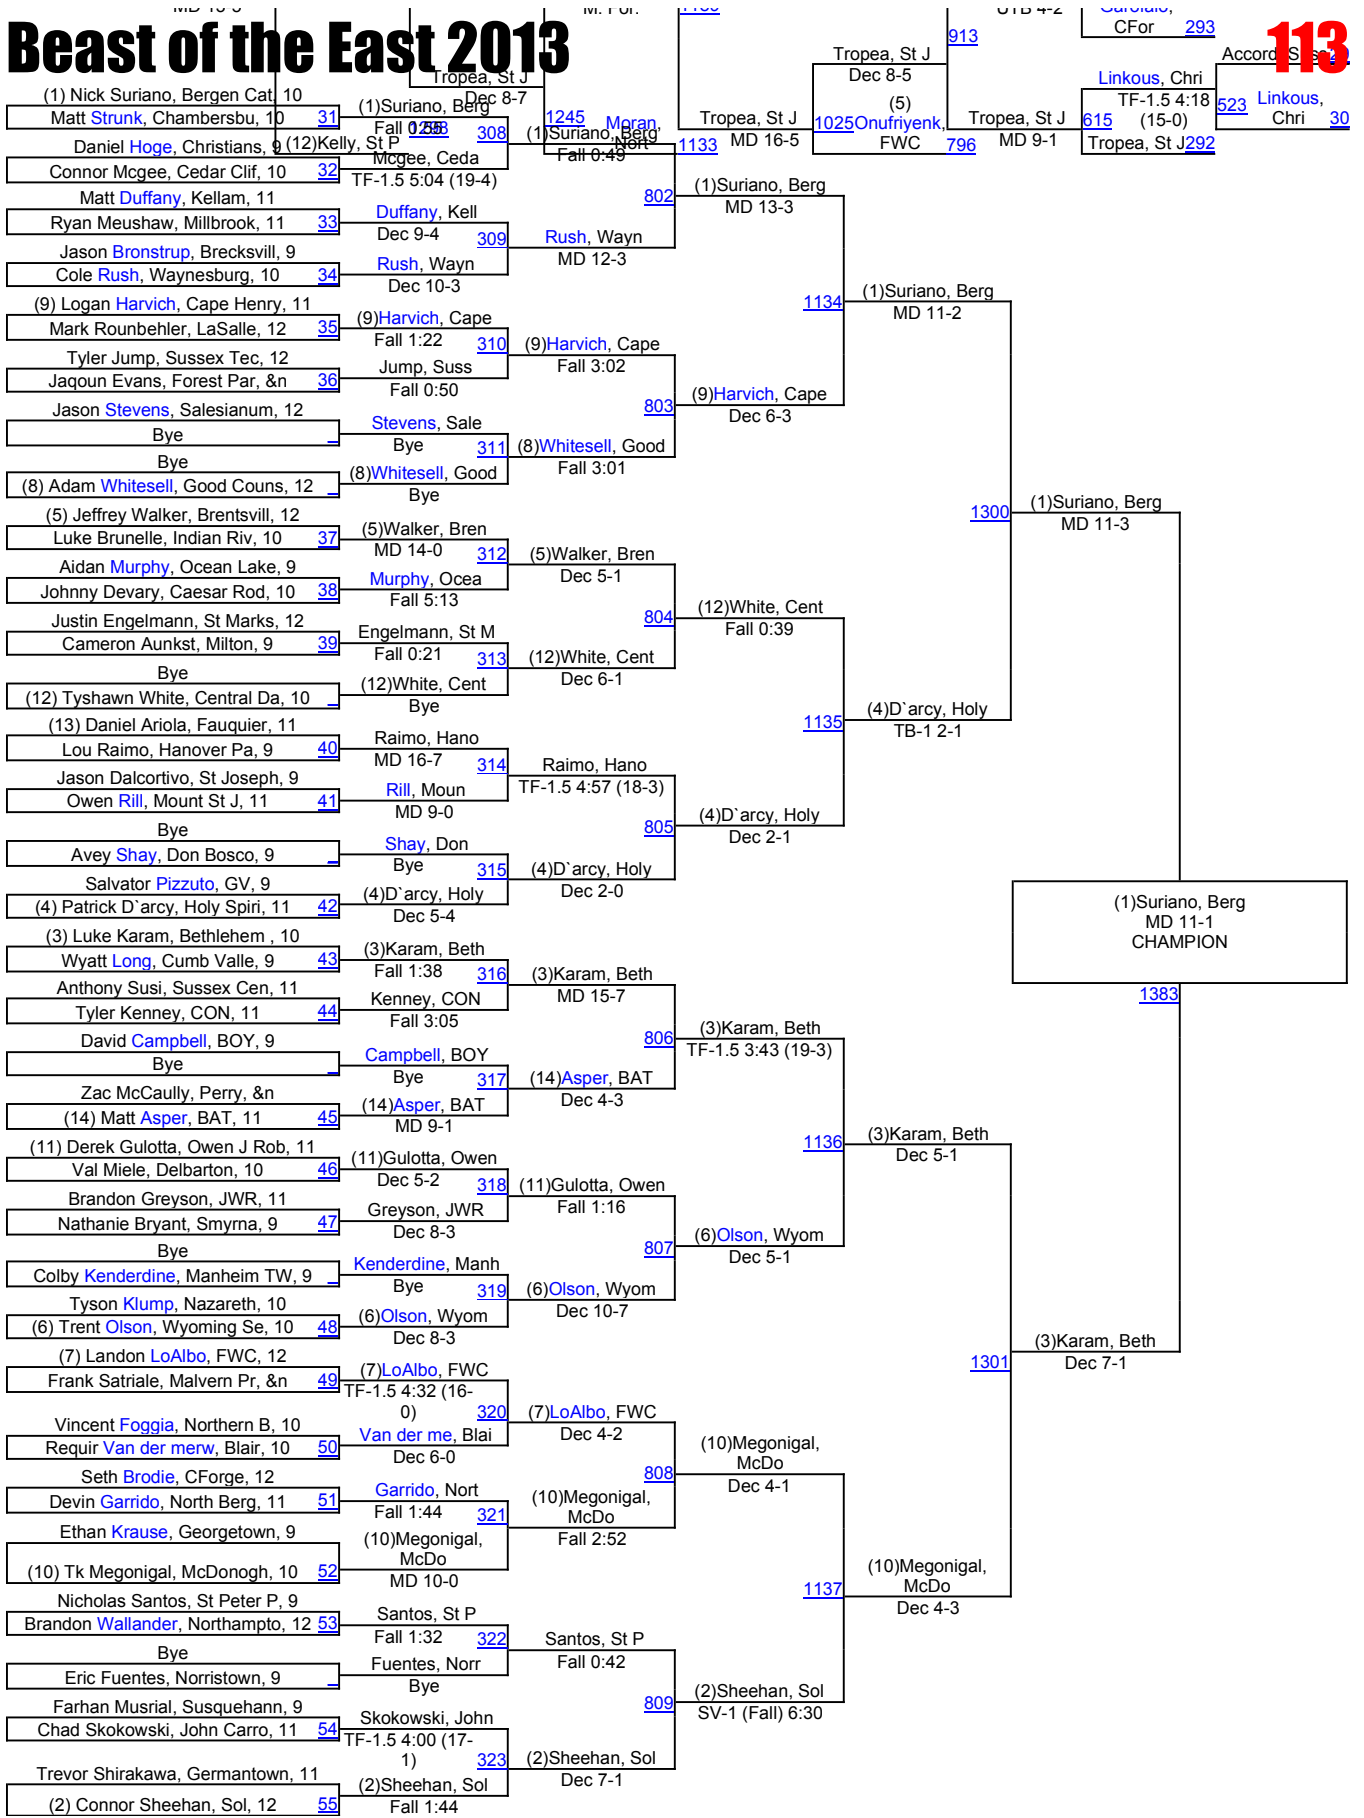 Beast of the East 2013
113
UTB 4-2
CFor 293
913
Tropea, St J
Dec 8-5
(5)
1025 Onufriyenk,
FWC 796
Tropea, St J
Dec 8-7
1245 Moran,
Nort
1133
(12)Kelly, St P
Tropea, St J
MD 16-5
Tropea, St J
MD 9-1
Linkous, Chri
TF-1.5 4:18
(15-0)
615
Tropea, St J 292
523
Linkous,
Chri 30
(1) Nick Suriano, Bergen Cat, 10
Matt Strunk, Chambersbu, 10 31
Daniel Hoge, Christians, 9
Connor Mcgee, Cedar Clif, 10 32
Matt Duffany, Kellam, 11
Ryan Meushaw, Millbrook, 11 33
Jason Bronstrup, Brecksvill, 9
Cole Rush, Waynesburg, 10 34
(9) Logan Harvich, Cape Henry, 11
Mark Rounbehler, LaSalle, 12 35
Tyler Jump, Sussex Tec, 12
Jaqoun Evans, Forest Par, &n 36
Jason Stevens, Salesianum, 12
Bye
Bye
(8) Adam Whitesell, Good Couns, 12
(5) Jeffrey Walker, Brentsvill, 12
Luke Brunelle, Indian Riv, 10 37
Aidan Murphy, Ocean Lake, 9
Johnny Devary, Caesar Rod, 10 38
Justin Engelmann, St Marks, 12
Cameron Aunkst, Milton, 9 39
Bye
(12) Tyshawn White, Central Da, 10
(13) Daniel Ariola, Fauquier, 11
Lou Raimo, Hanover Pa, 9 40
Jason Dalcortivo, St Joseph, 9
Owen Rill, Mount St J, 11 41
Bye
Avey Shay, Don Bosco, 9
Salvator Pizzuto, GV, 9
(4) Patrick D`arcy, Holy Spiri, 11 42
(3) Luke Karam, Bethlehem , 10
Wyatt Long, Cumb Valle, 9 43
Anthony Susi, Sussex Cen, 11
Tyler Kenney, CON, 11 44
David Campbell, BOY, 9
Bye
Zac McCaully, Perry, &n
(14) Matt Asper, BAT, 11 45
(11) Derek Gulotta, Owen J Rob, 11
Val Miele, Delbarton, 10 46
Brandon Greyson, JWR, 11
Nathanie Bryant, Smyrna, 9 47
Bye
Colby Kenderdine, Manheim TW, 9
Tyson Klump, Nazareth, 10
(6) Trent Olson, Wyoming Se, 10 48
(7) Landon LoAlbo, FWC, 12
Frank Satriale, Malvern Pr, &n 49
Vincent Foggia, Northern B, 10
Requir Van der merw, Blair, 10 50
Seth Brodie, CForge, 12
Devin Garrido, North Berg, 11 51
Ethan Krause, Georgetown, 9
(10) Tk Megonigal, McDonogh, 10 52
Nicholas Santos, St Peter P, 9
Brandon Wallander, Northampto, 12 53
Bye
Eric Fuentes, Norristown, 9
Farhan Musrial, Susquehann, 9
Chad Skokowski, John Carro, 11 54
Trevor Shirakawa, Germantown, 11
(2) Connor Sheehan, Sol, 12 55
(1)Suriano, Berg
308
Mcgee, Ceda
TF-1.5 5:04 (19-4)
Duffany, Kell
Dec 9-4
309
Rush, Wayn
Dec 10-3
(9)Harvich, Cape
Fall 1:22
310
Jump, Suss
Fall 0:50
Stevens, Sale
Bye
311
(8)Whitesell, Good
Bye
(5)Walker, Bren
MD 14-0
312
Murphy, Ocea
Fall 5:13
Engelmann, St M
Fall 0:21
313
(12)White, Cent
Bye
Raimo, Hano
MD 16-7
314
Rill, Moun
MD 9-0
Shay, Don
Bye
315
(4)D`arcy, Holy
Dec 5-4
(3)Karam, Beth
Fall 1:38
316
Kenney, CON
Fall 3:05
Campbell, BOY
Bye
317
(14)Asper, BAT
MD 9-1
(11)Gulotta, Owen
Dec 5-2
318
Greyson, JWR
Dec 8-3
Kenderdine, Manh
Bye
319
(6)Olson, Wyom
Dec 8-3
(7)LoAlbo, FWC
TF-1.5 4:32 (16-
0)
320
Van der me, Blai
Dec 6-0
Garrido, Nort
Fall 1:44
321
(10)Megonigal,
McDo
MD 10-0
Santos, St P
Fall 1:32
322
Fuentes, Norr
Bye
Skokowski, John
TF-1.5 4:00 (17-
1)
323
(2)Sheehan, Sol
Fall 1:44
(1)Suriano, Berg
Fall 0:49
802
Rush, Wayn
MD 12-3
(9)Harvich, Cape
Fall 3:02
803
(8)Whitesell, Good
Fall 3:01
(5)Walker, Bren
Dec 5-1
804
(12)White, Cent
Dec 6-1
Raimo, Hano
TF-1.5 4:57 (18-3)
805
(4)D`arcy, Holy
Dec 2-0
(3)Karam, Beth
MD 15-7
806
(14)Asper, BAT
Dec 4-3
(11)Gulotta, Owen
Fall 1:16
807
(6)Olson, Wyom
Dec 10-7
(7)LoAlbo, FWC
Dec 4-2
808
(10)Megonigal,
McDo
Fall 2:52
Santos, St P
Fall 0:42
809
(2)Sheehan, Sol
Dec 7-1
(1)Suriano, Berg
MD 13-3
1134
(9)Harvich, Cape
Dec 6-3
(12)White, Cent
Fall 0:39
1135
(4)D`arcy, Holy
Dec 2-1
(3)Karam, Beth
TF-1.5 3:43 (19-3)
1136
(6)Olson, Wyom
Dec 5-1
(10)Megonigal,
McDo
Dec 4-1
1137
(2)Sheehan, Sol
SV-1 (Fall) 6:30
(1)Suriano, Berg
MD 11-2
1300
(4)D`arcy, Holy
TB-1 2-1
(3)Karam, Beth
Dec 5-1
1301
(10)Megonigal,
McDo
Dec 4-3
(1)Suriano, Berg
MD 11-3
(3)Karam, Beth
Dec 7-1
(1)Suriano, Berg
MD 11-1
CHAMPION
1383